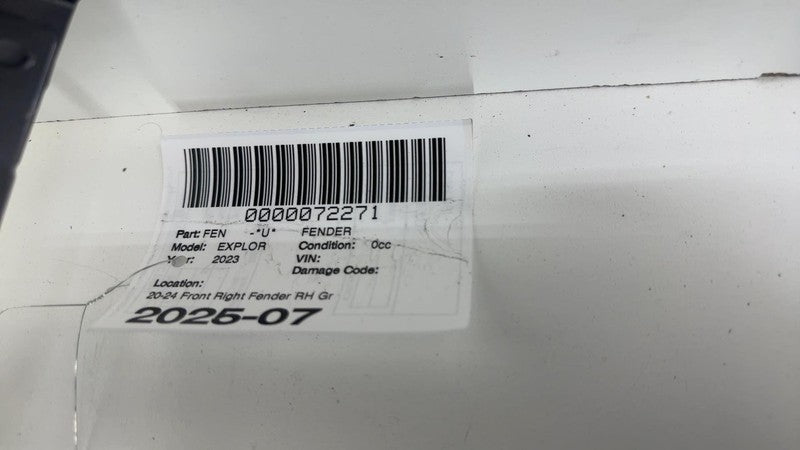 0000072271
Part: FEN -"U" FENDER
Model: EXPLOR Condition: 0cc
Year: 2023 VIN:
Damage Code:
Location:
20-24 Front Right Fender RH Gr
2025-07